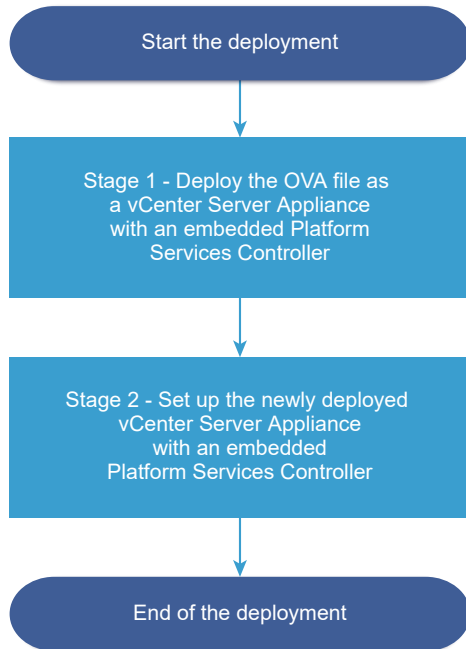 Start the deployment
Stage 1 - Deploy the OVA file as
a vCenter Server Appliance
with an embedded Platform
Services Controller
Stage 2 - Set up the newly deployed
vCenter Server Appliance
with an embedded
Platform Services Controller
End of the deployment